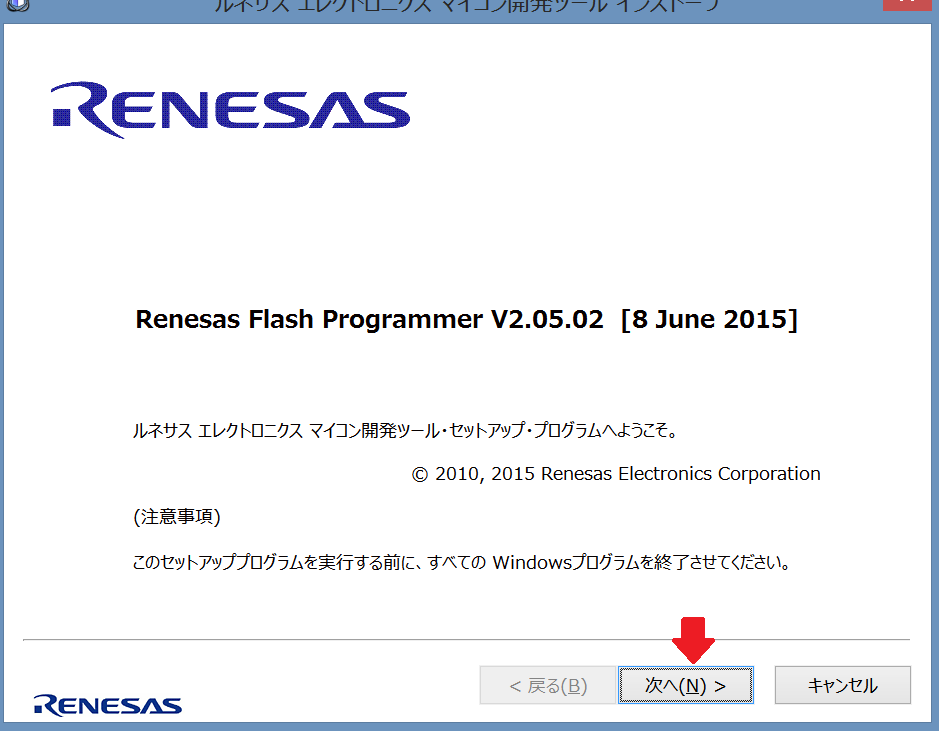 ルネサス エレクトロニクス マイコン開発ツール インストーラ
RENESAS
Renesas Flash Programmer V2.05.02 [8 June 2015]
ルネサス エレクトロニクス マイコン開発ツール・セットアップ・プログラムへようこそ。
© 2010, 2015 Renesas Electronics Corporation
(注意事項)
このセットアッププログラムを実行する前に、すべての Windowsプログラムを終了させてください。
RENESAS
< 戻る(B)
次へ(N) >
キャンセル